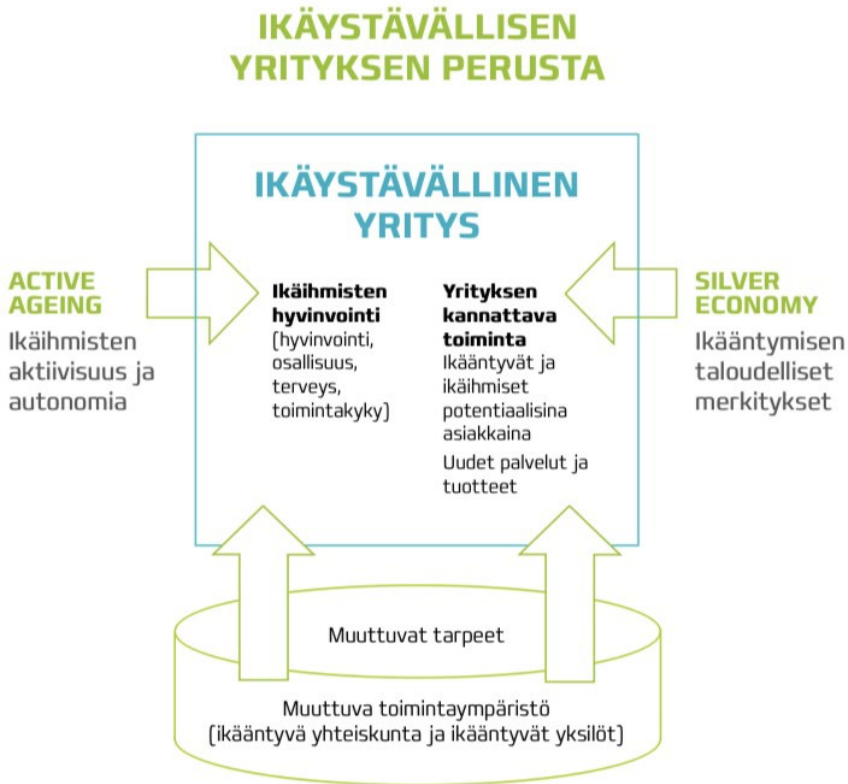 IKÄYSTÄVÄLLISEN
YRITYKSEN PERUSTA
IKÄYSTÄVÄLLINEN
YRITYS
ACTIVE
AGEING
Ikäihmisten
aktiivisuus ja
autonomia
Ikäihmisten
hyvinvointi
(hyvinvointi,
osallisuus,
terveys,
toimintakyky)
Yrityksen
kannattava
toiminta
Ikääntyvät ja
ikäihmiset
potentiaalisina
asiakkaina
Uudet palvelut ja
tuotteet
SILVER
ECONOMY
Ikääntymisen
taloudelliset
merkitykset
Muuttuvat tarpeet
Muuttuva toimintaympäristö
(ikääntyvä yhteiskunta ja ikääntyvät yksilöt)